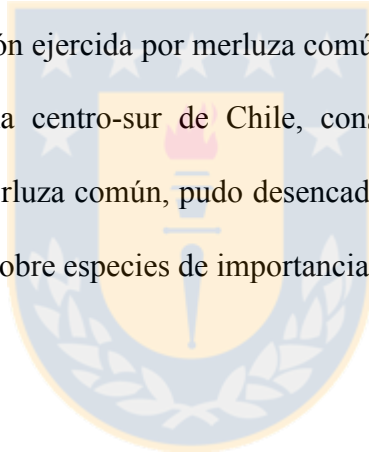 ón ejercida por merluza comú
a centro-sur de Chile, cons
rluza común, pudo desencad
obre especies de importancia